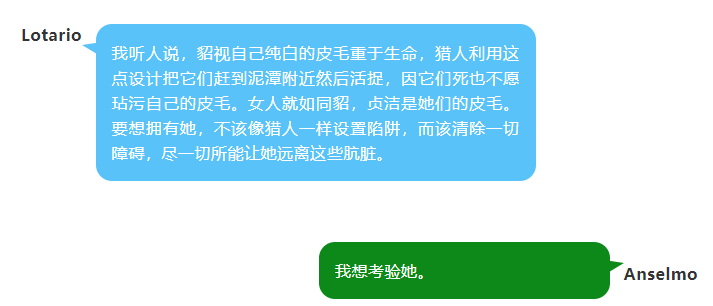 Lotario
我听人说，貂视自己纯白的皮毛重于生命，猎人利用这
点设计把它们赶到泥潭附近然后活捉，因它们死也不愿
玷污自己的皮毛。女人就如同貂，贞洁是她们的皮毛。
要想拥有她，不该像猎人一样设置陷阱，而该清除一切
障碍，尽一切所能让她远离这些肮脏。
我想考验她。
Anselmo